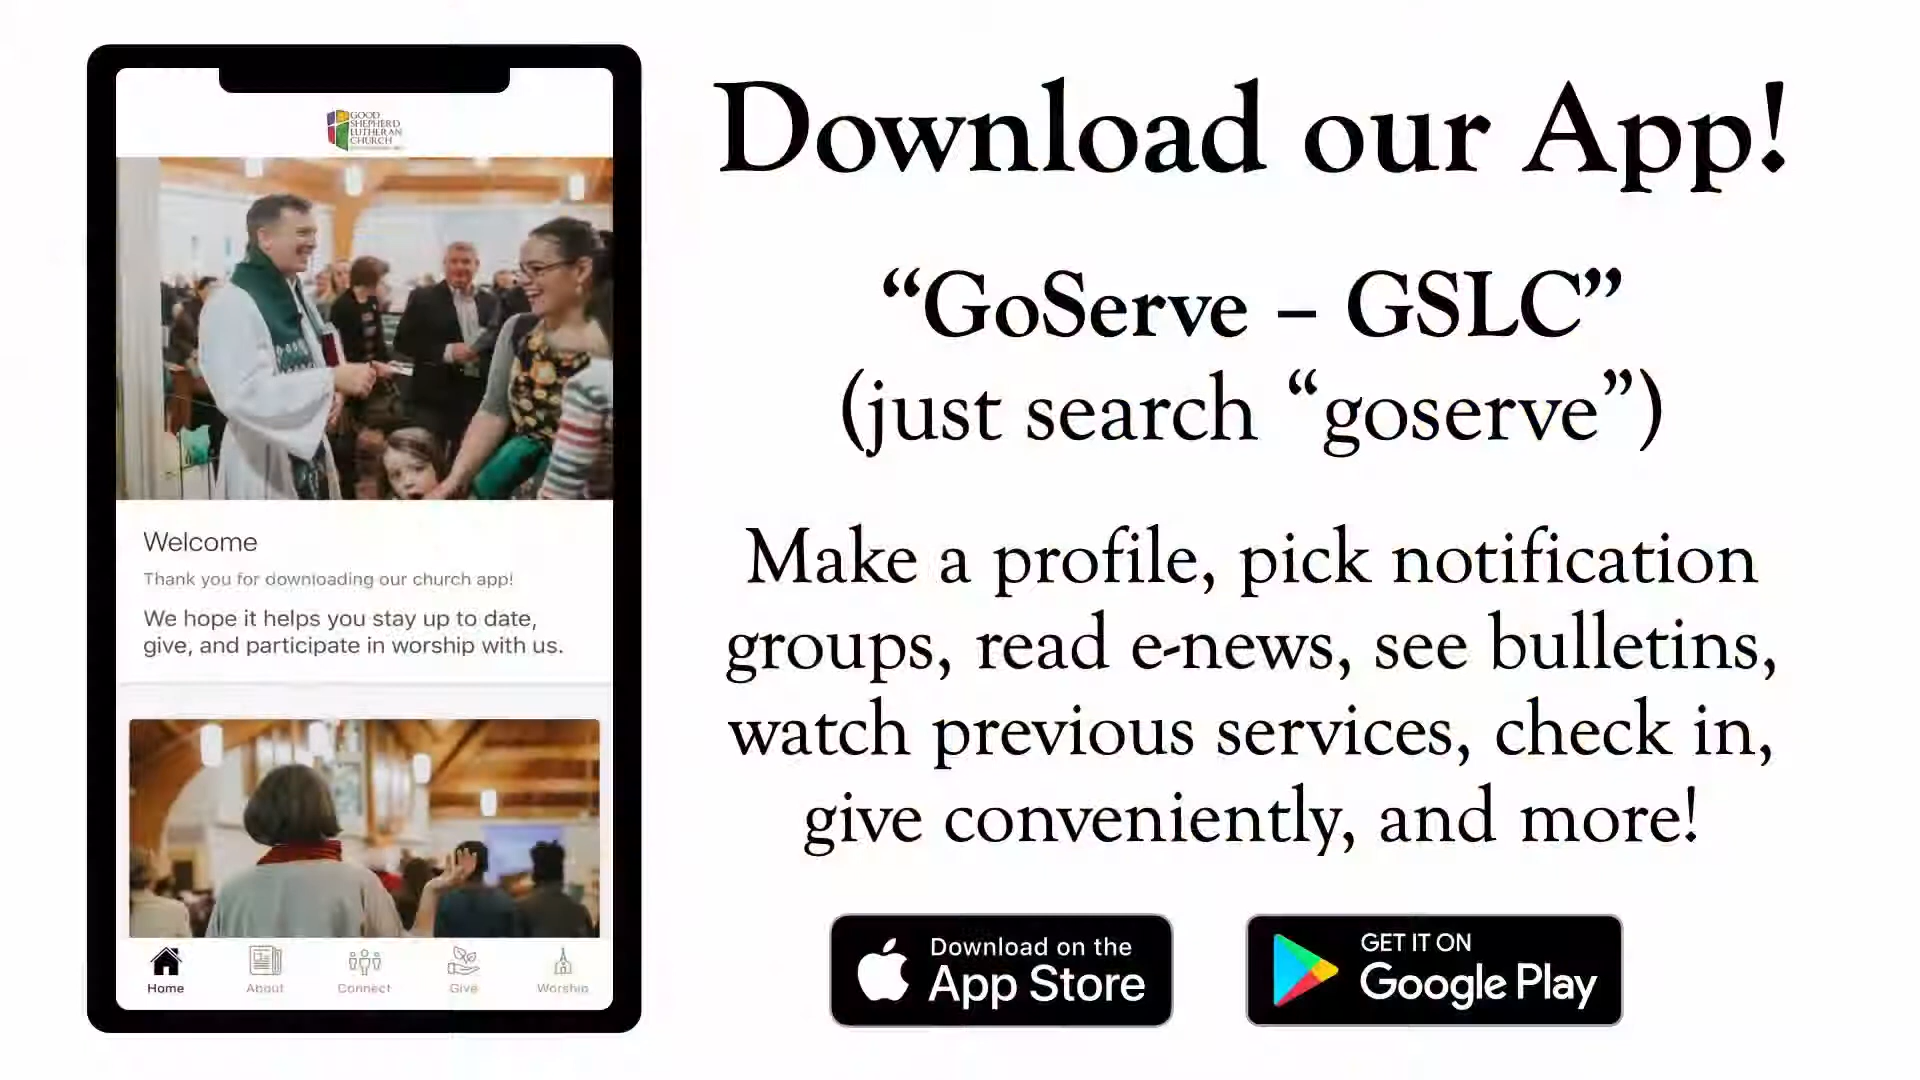 GOOD
SHEPHERD
LUTHERAN
CHURCH
Welcome
Thank you for downloading our church app!
We hope it helps you stay up to date,
give, and participate in worship with us.
Home
About
Connect
Give
Worship
Download our App!
“GoServe – GSLC”
(just search “goserve”)
Make a profile, pick notification
groups, read e-news, see bulletins,
watch previous services, check in,
give conveniently, and more!
Download on the
App Store
GET IT ON
Google Play